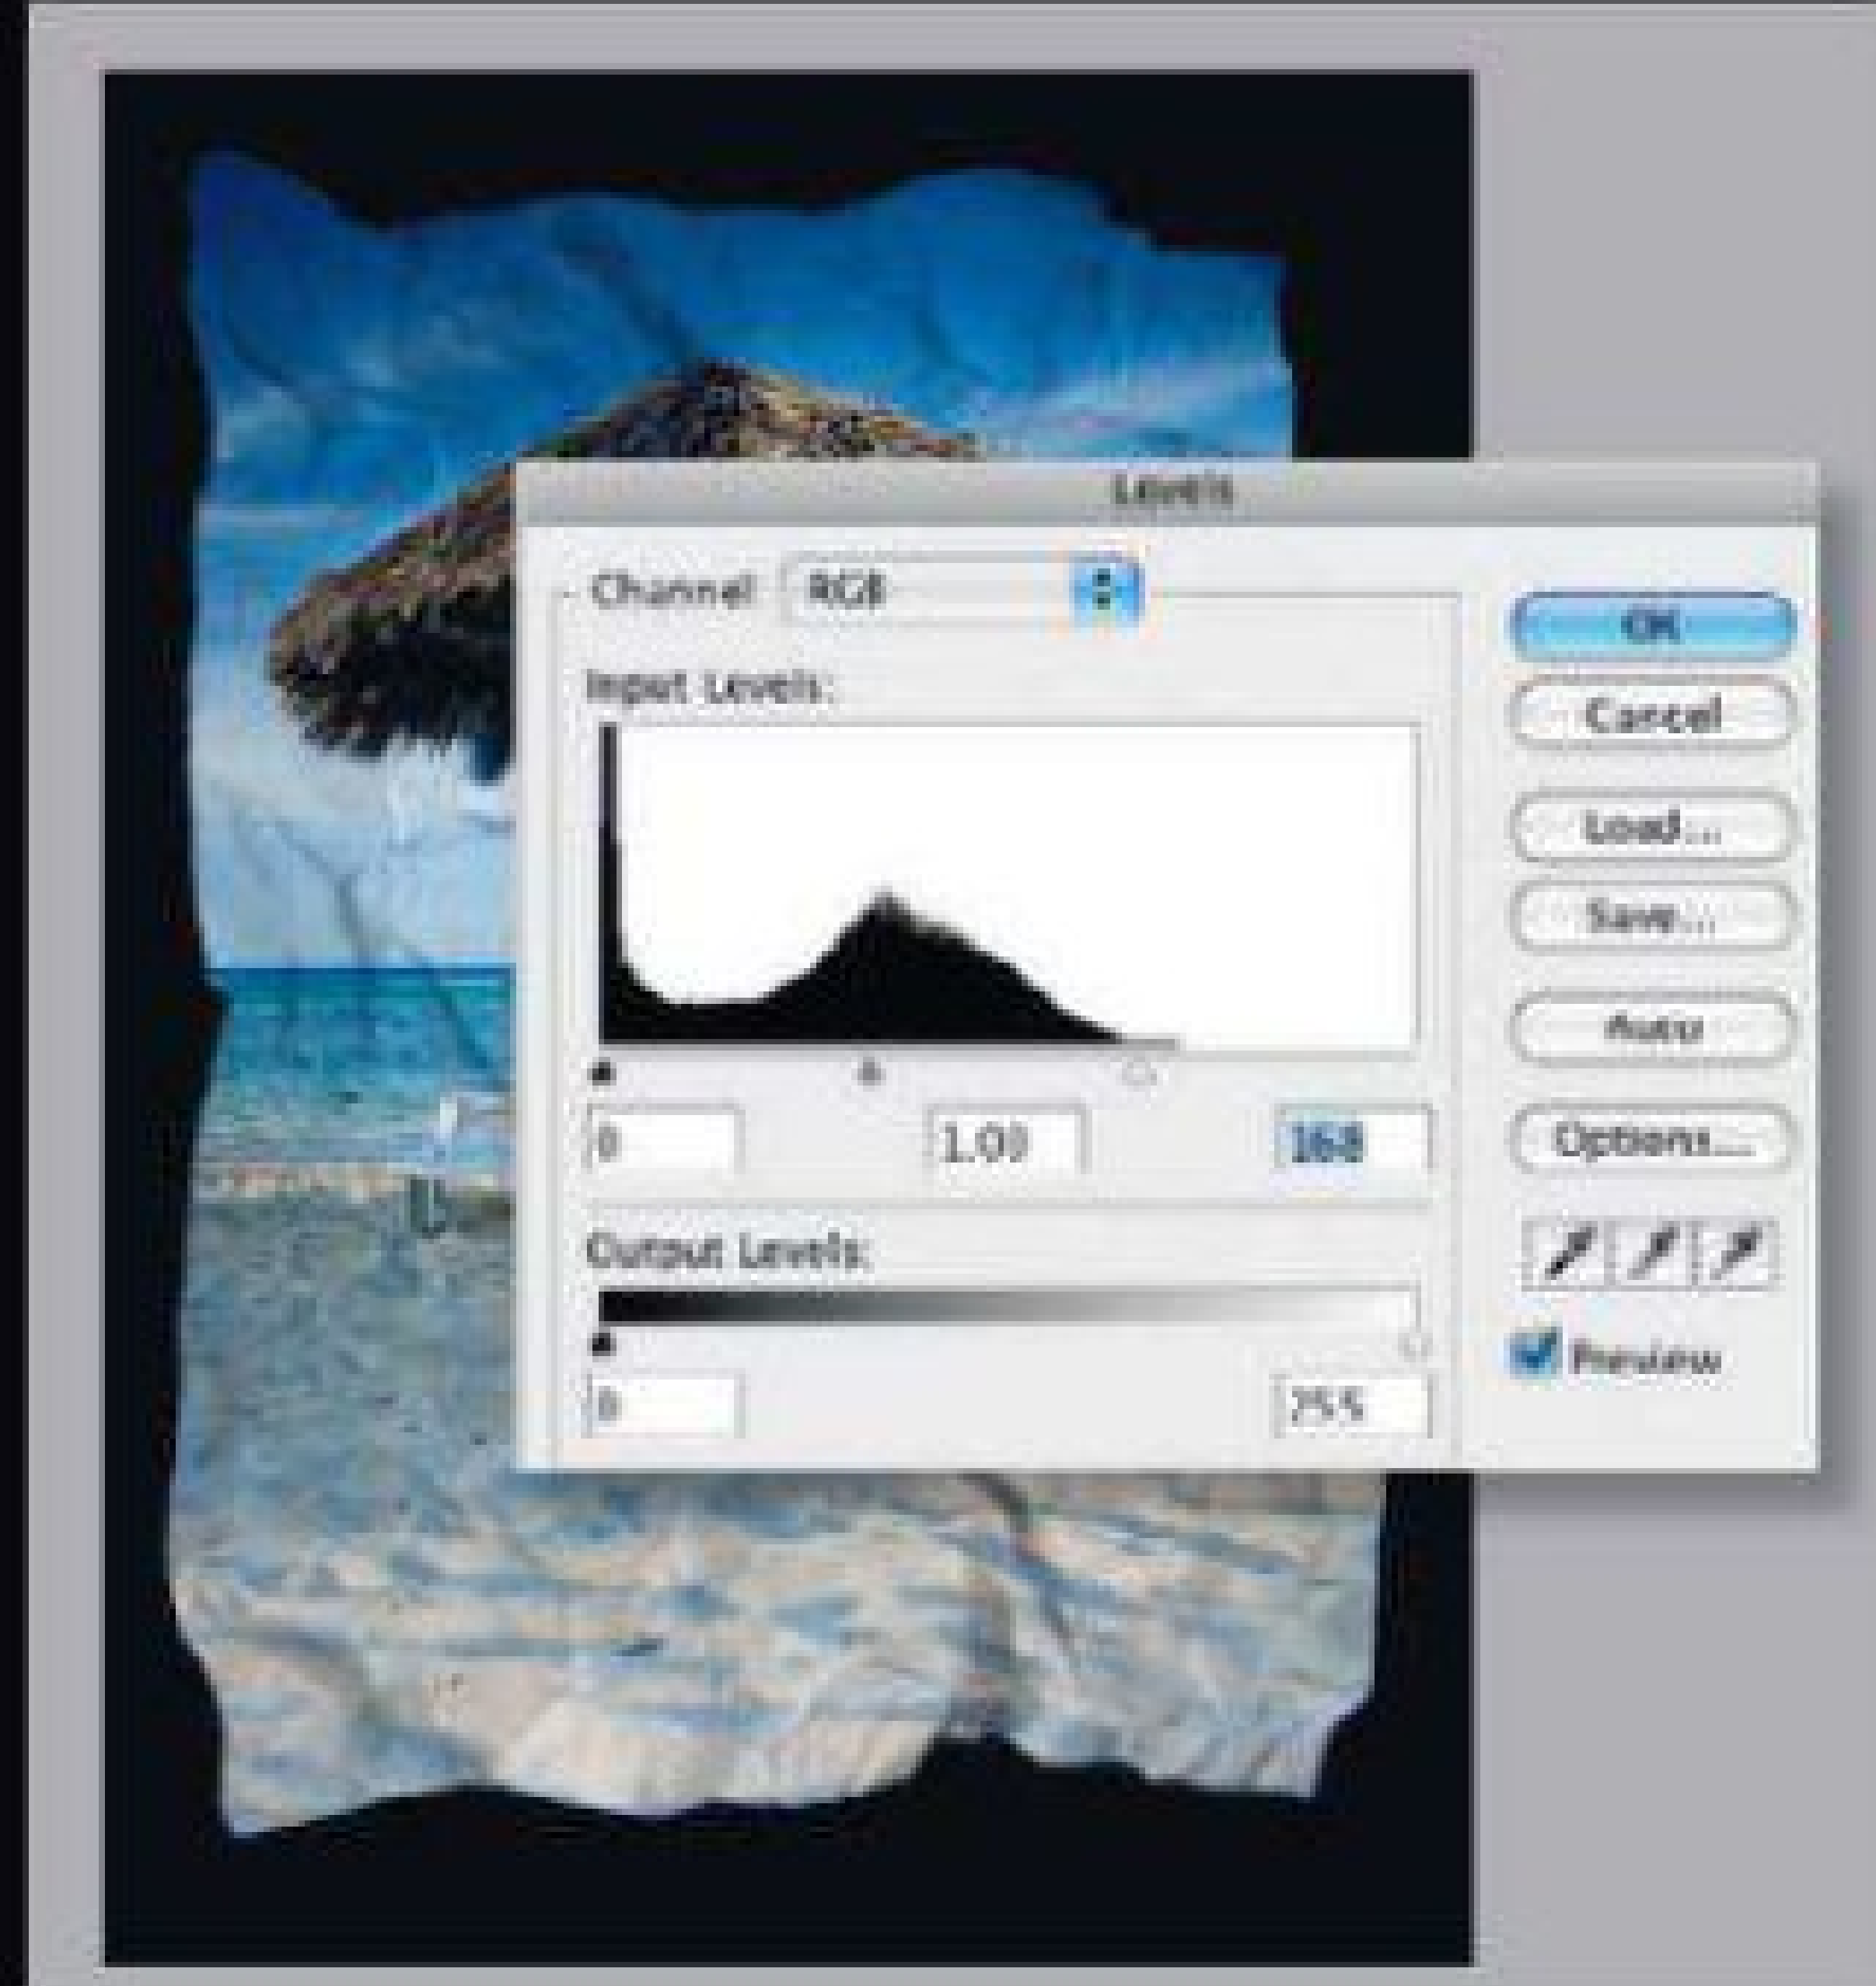 Levels
Channel RGB
Input Levels:
0 1.00 168
Output Levels:
0 255
OK
Cancel
Load...
Save...
Auto
Options...
Preview